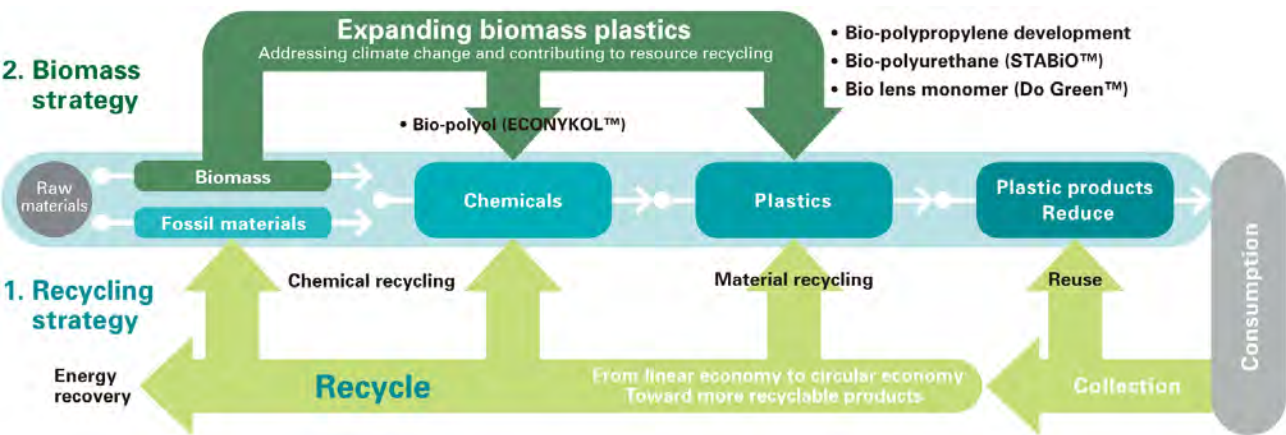 Expanding biomass plastics
Addressing climate change and contributing to resource recycling
• Bio-polypropylene development
• Bio-polyurethane (STABiO™)
• Bio lens monomer (Do Green™)
2. Biomass
strategy
• Bio-polyol (ECONYKOL™)
Raw
materials
Biomass
Fossil materials
Chemicals
Plastics
Plastic products
Reduce
Consumption
1. Recycling
strategy
Chemical recycling
Material recycling
Reuse
Energy
recovery
Recycle
From linear economy to circular economy
Toward more recyclable products
Collection